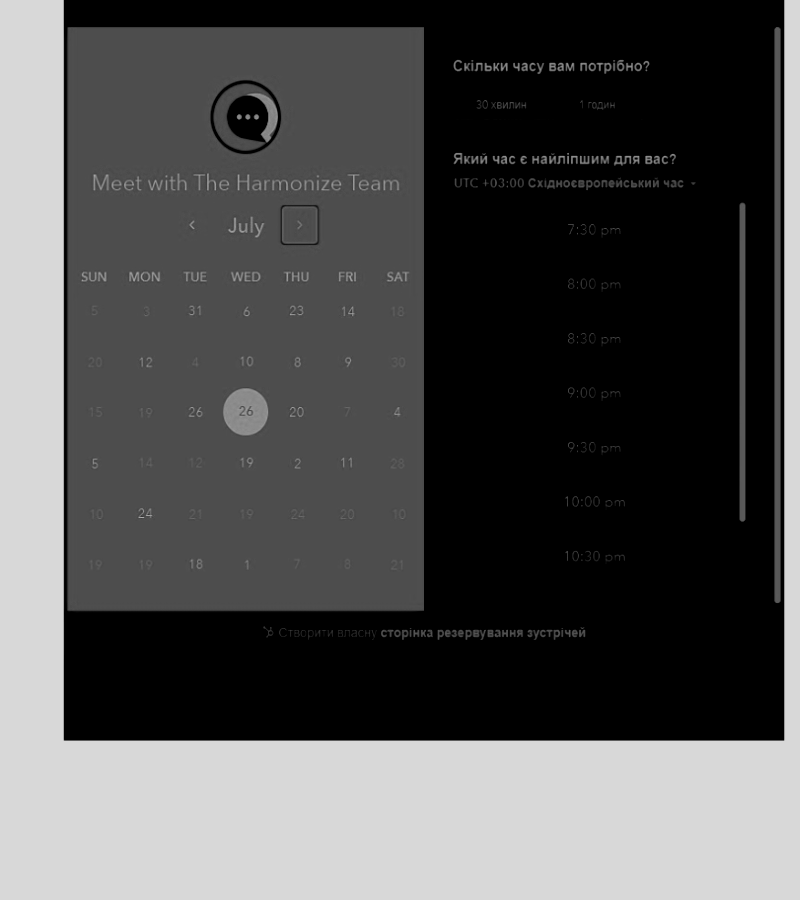 Meet with The Harmonize Team
July
SUN MON TUE WED THU FRI SAT
5 3 31 6 23 14 18
20 12 4 10 8 9 30
15 19 26 26 20 7 4
5 14 12 19 2 11 28
10 24 21 19 24 20 10
19 19 18 1 7 8 21
Скільки часу вам потрібно?
30 хвилин 1 годин
Який час є найліпшим для вас?
UTC +03:00 Східноєвропейський час
7:30 pm
8:00 pm
8:30 pm
9:00 pm
9:30 pm
10:00 pm
10:30 pm
Створити власну сторінка резервування зустрічей